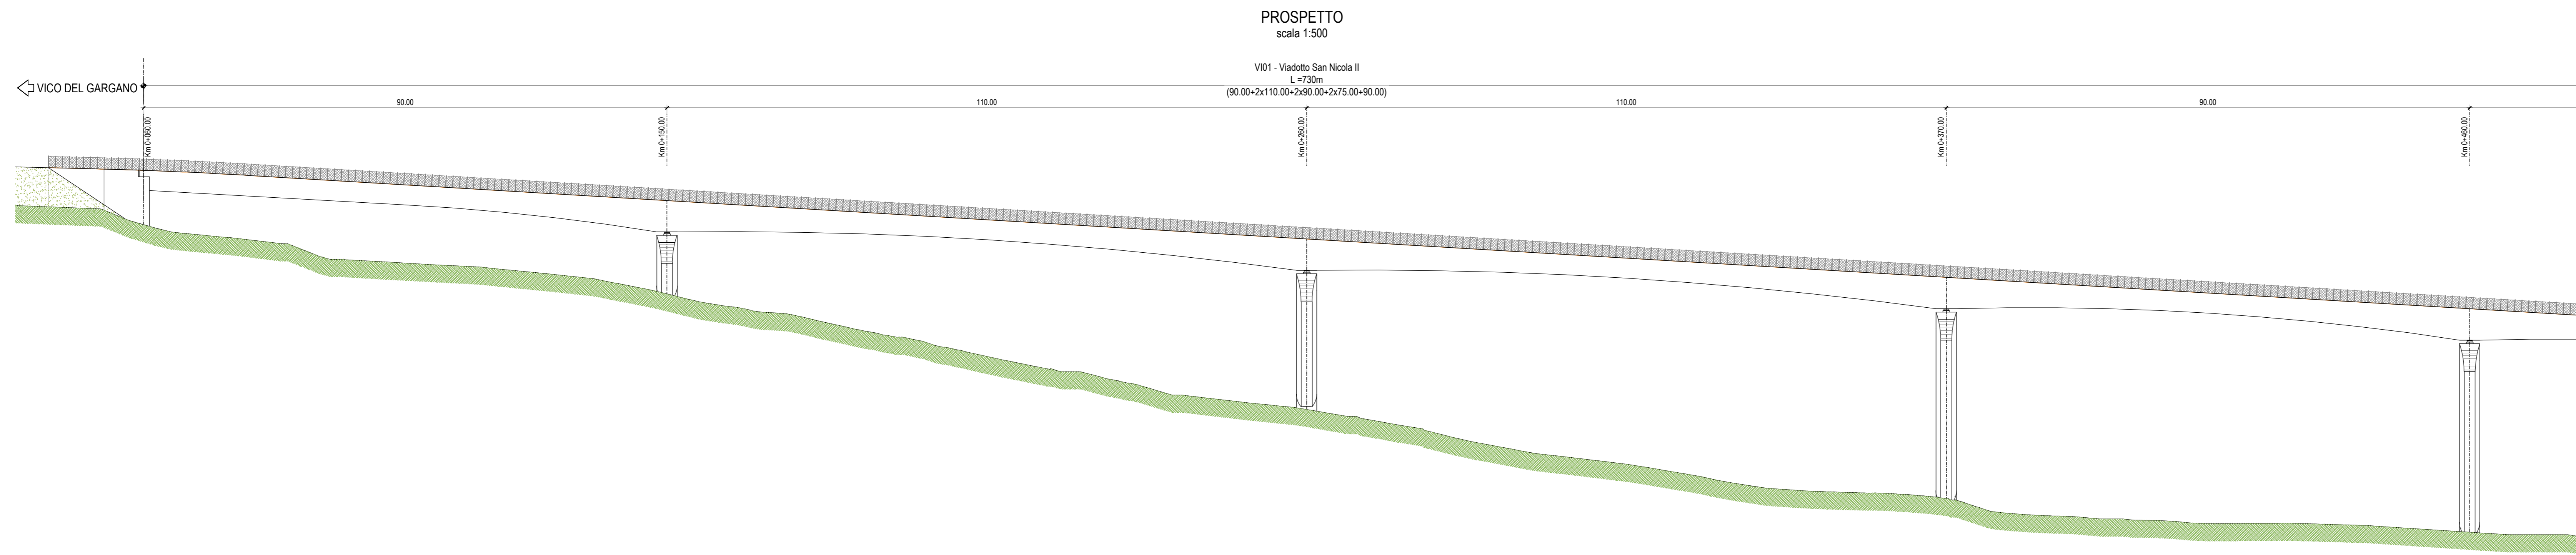 PROSPETTO
scala 1:500
VI01 - Viadotto San Nicola II
L =730m
(90.00+2x110.00+2x90.00+2x75.00+90.00)
VICO DEL GARGANO
90.00
110.00
110.00
90.00
Km 0+060.00
Km 0+150.00
Km 0+260.00
Km 0+370.00
Km 0+460.00